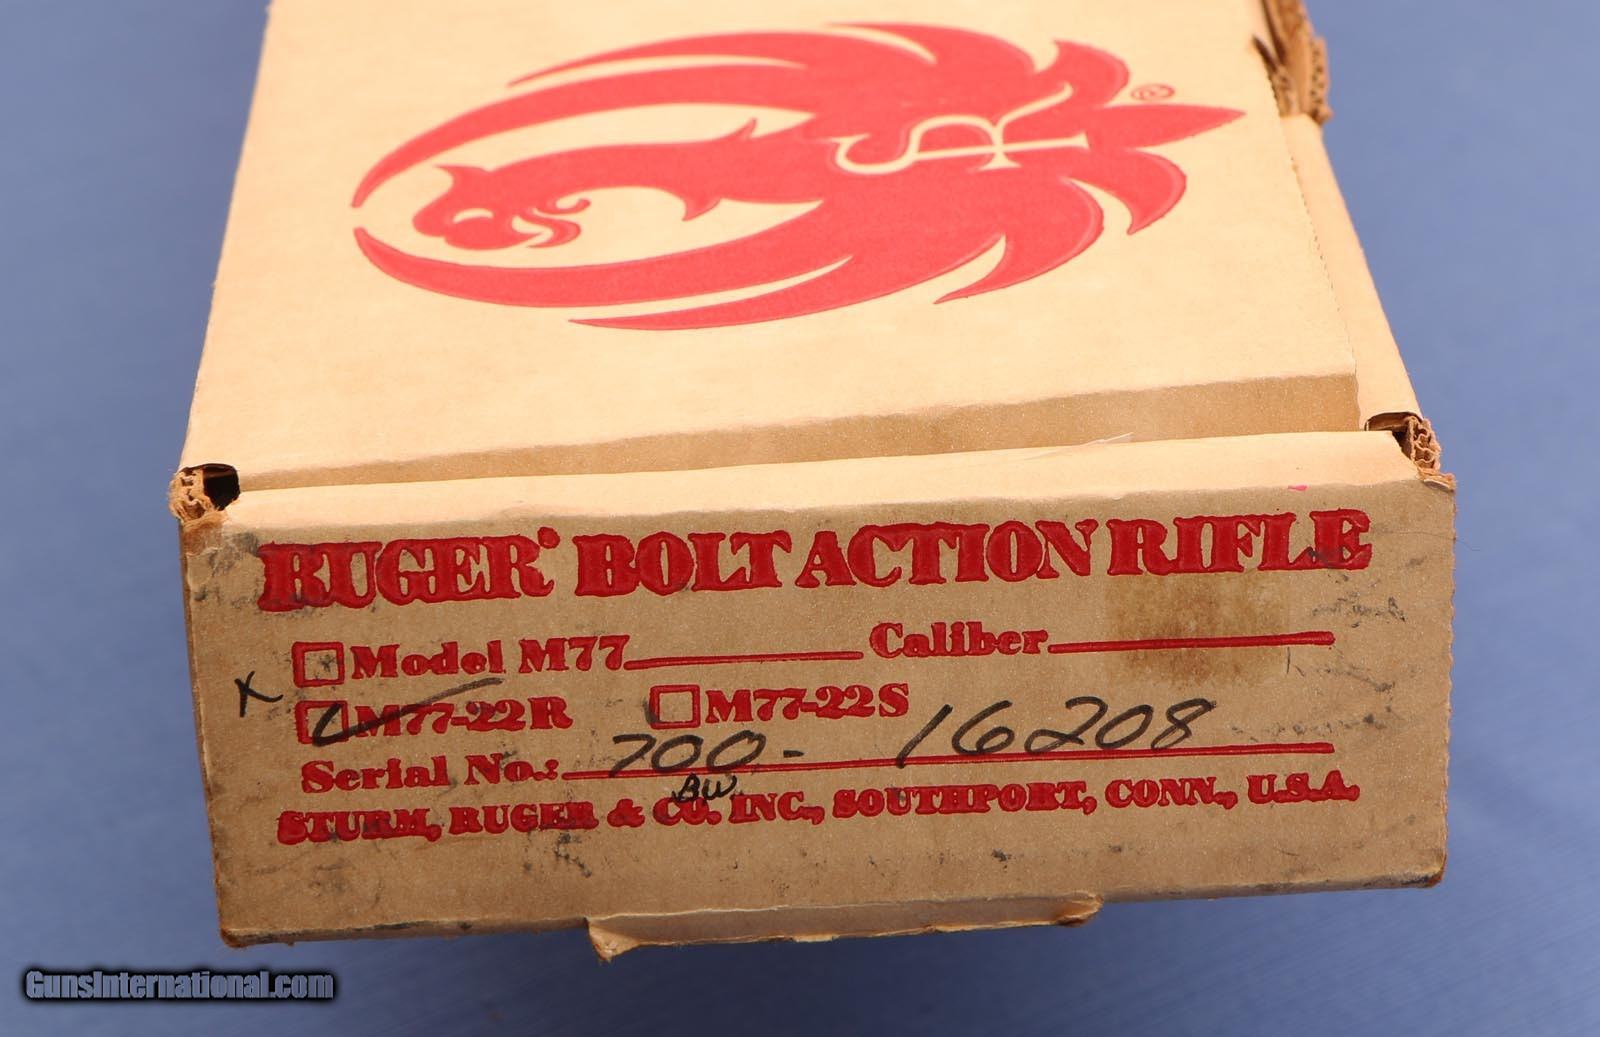 SR ®
RUGER® BOLT ACTION RIFLE
Model M77 Caliber
X M77-22R M77-22S
Serial No.: 700-16208
BW
STURM, RUGER & CO. INC., SOUTHPORT, CONN., U.S.A.
GunsInternational.com